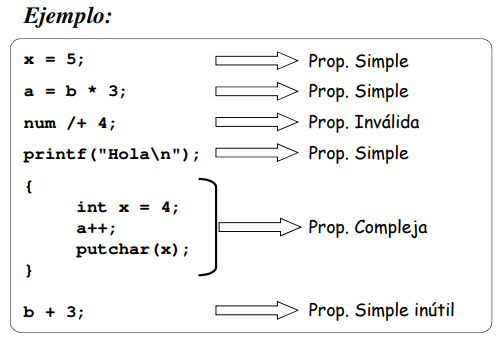 Ejemplo:
x = 5; Prop. Simple
a = b * 3; Prop. Simple
num /+ 4; Prop. Inválida
printf("Hola\n"); Prop. Simple
{
int x = 4;
a++; Prop. Compleja
putchar(x);
}
b + 3; Prop. Simple inútil